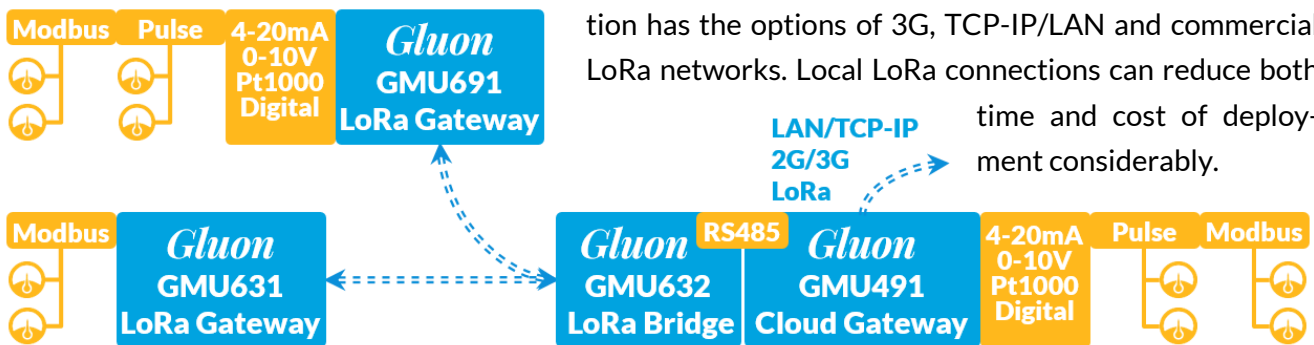 tion has the options of 3G, TCP-IP/LAN and commercial
LoRa networks. Local LoRa connections can reduce both
time and cost of deploy-
ment considerably.
Modbus
Pulse
4-20mA
0-10V
Pt1000
Digital
Gluon
GMU691
LoRa Gateway
LAN/TCP-IP
2G/3G
LoRa
Modbus
Gluon
GMU631
LoRa Gateway
Gluon
GMU632
LoRa Bridge
RS485
Gluon
GMU491
Cloud Gateway
4-20mA
0-10V
Pt1000
Digital
Pulse
Modbus